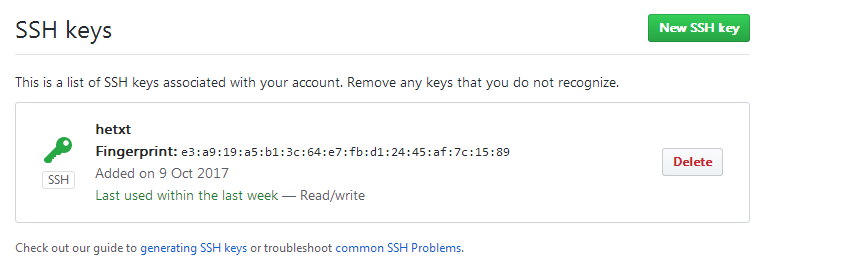 SSH keys
New SSH key
This is a list of SSH keys associated with your account. Remove any keys that you do not recognize.
hetxt
Fingerprint: e3:a9:19:a5:b1:3c:64:e7:fb:d1:24:45:af:7c:15:89
Added on 9 Oct 2017
Last used within the last week — Read/write
SSH
Delete
Check out our guide to generating SSH keys or troubleshoot common SSH Problems.